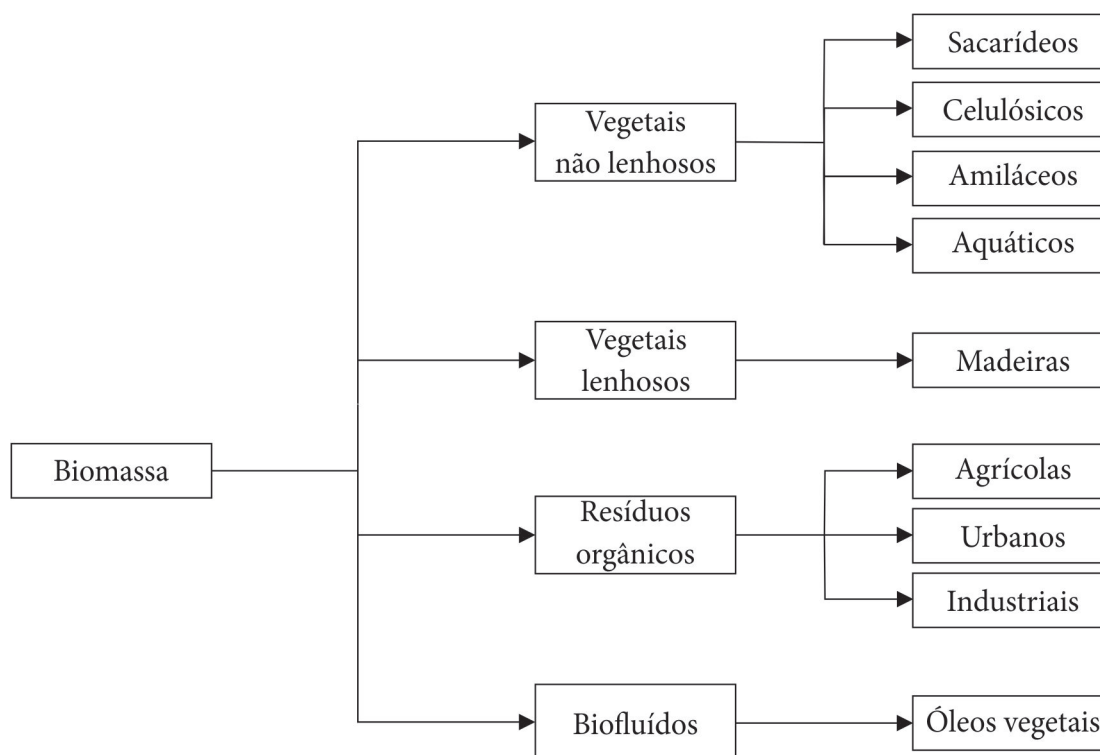 Biomassa
Vegetais
não lenhosos
Sacarídeos
Celulósicos
Amiláceos
Aquáticos
Vegetais
lenhosos
Madeiras
Resíduos
orgânicos
Agrícolas
Urbanos
Industriais
Biofluídos
Óleos vegetais